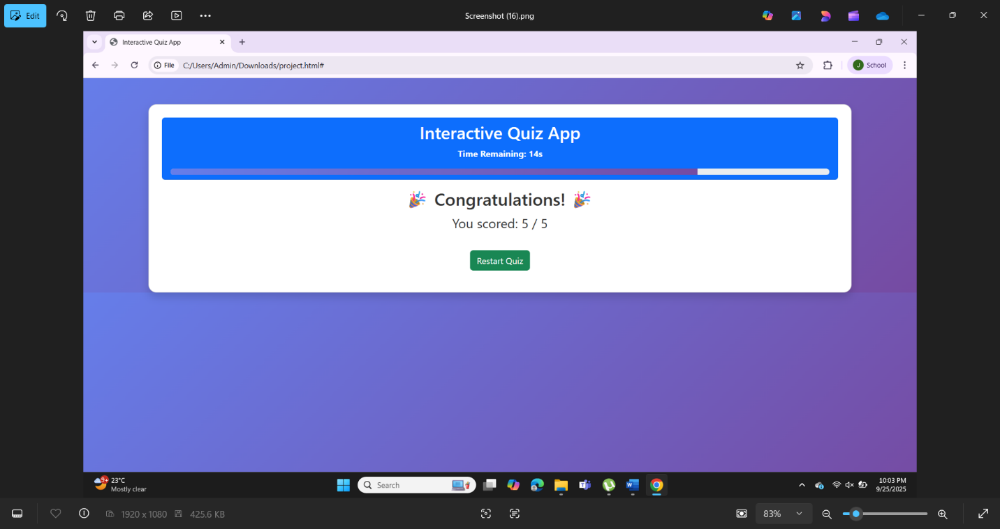 Edit
Screenshot (16).png
Interactive Quiz App
File
C:/Users/Admin/Downloads/project.html#
J
School
Interactive Quiz App
Time Remaining: 14s
🎉 Congratulations! 🎉
You scored: 5 / 5
Restart Quiz
9+
23°C
Mostly clear
Search
10:03 PM
9/25/2025
1920 x 1080
425.6 KB
83%